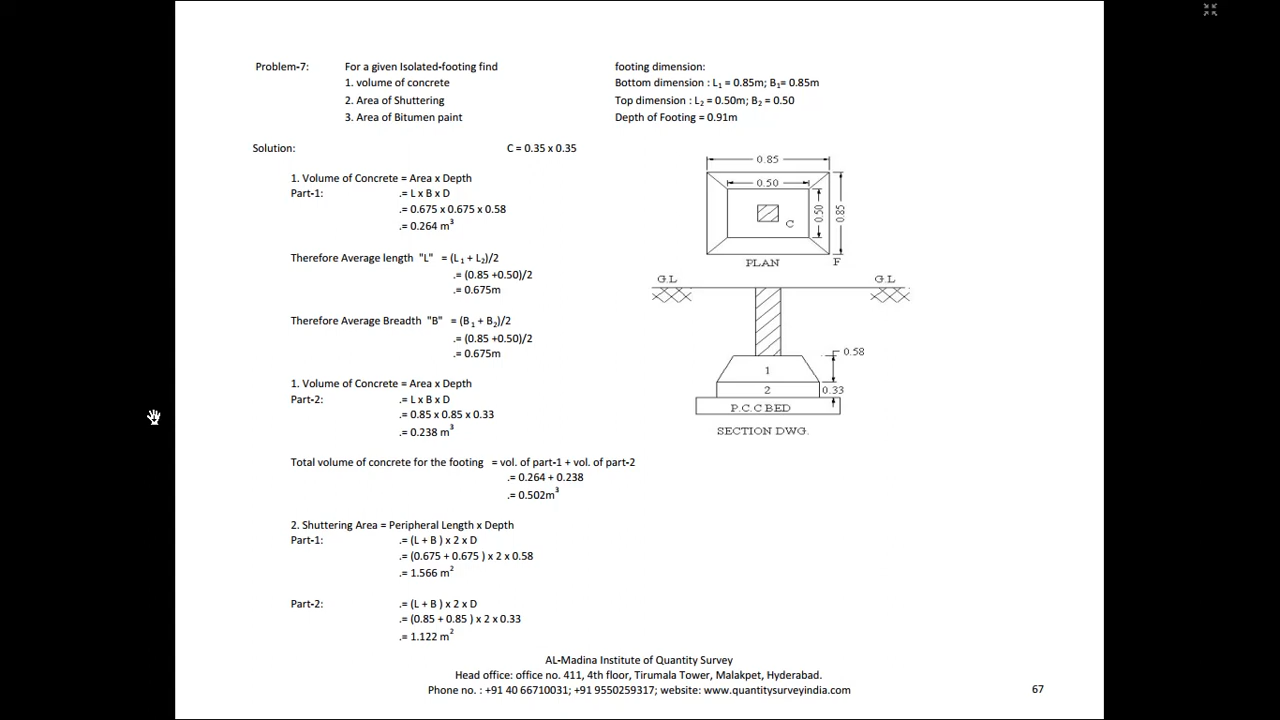 Problem-7: For a given Isolated-footing find footing dimension:
1. volume of concrete Bottom dimension : L1 = 0.85m; B1= 0.85m
2. Area of Shuttering Top dimension : L2 = 0.50m; B2 = 0.50
3. Area of Bitumen paint Depth of Footing = 0.91m
Solution: C = 0.35 x 0.35
1. Volume of Concrete = Area x Depth
Part-1: .= L x B x D
.= 0.675 x 0.675 x 0.58
.= 0.264 m³
Therefore Average length "L" = (L1 + L2)/2
.= (0.85 +0.50)/2
.= 0.675m
Therefore Average Breadth "B" = (B1 + B2)/2
.= (0.85 +0.50)/2
.= 0.675m
1. Volume of Concrete = Area x Depth
Part-2: .= L x B x D
.= 0.85 x 0.85 x 0.33
.= 0.238 m³
Total volume of concrete for the footing = vol. of part-1 + vol. of part-2
.= 0.264 + 0.238
.= 0.502m³
2. Shuttering Area = Peripheral Length x Depth
Part-1: .= (L + B ) x 2 x D
.= (0.675 + 0.675 ) x 2 x 0.58
.= 1.566 m²
Part-2: .= (L + B ) x 2 x D
.= (0.85 + 0.85 ) x 2 x 0.33
.= 1.122 m²
0.85
0.50
0.50
0.85
C
PLAN F
G.L G.L
0.58
1
2 0.33
P.C.C BED
SECTION DWG.
AL-Madina Institute of Quantity Survey
Head office: office no. 411, 4th floor, Tirumala Tower, Malakpet, Hyderabad.
Phone no. : +91 40 66710031; +91 9550259317; website: www.quantitysurveyindia.com
67